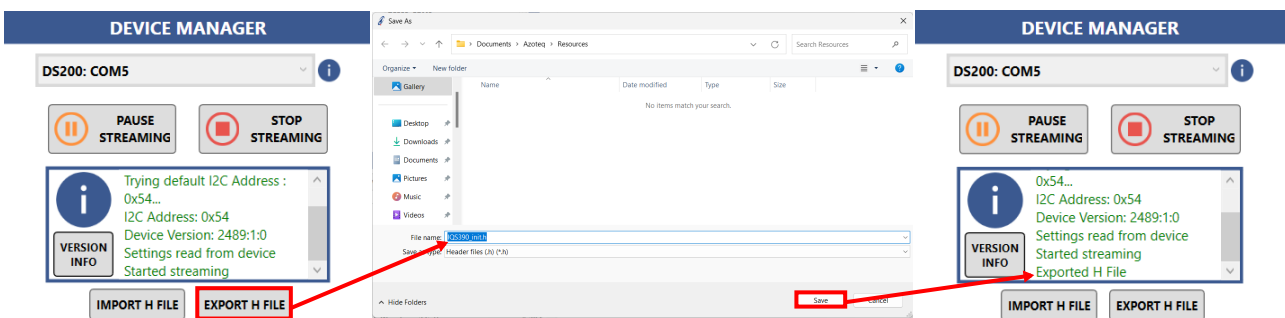 DEVICE MANAGER
DS200: COM5
i
PAUSE
STREAMING
STOP
STREAMING
i
VERSION
INFO
Trying default I2C Address :
0x54...
I2C Address: 0x54
Device Version: 2489:1:0
Settings read from device
Started streaming
IMPORT H FILE
EXPORT H FILE
Save As
Documents > Azoteq > Resources
Search Resources
Organize
New folder
?
Gallery
Desktop
Downloads
Documents
Pictures
Music
Videos
Name
Date modified
Type
Size
No items match your search.
File name:
IQS390_init.h
Save as type:
Header files (.h) (*.h)
Hide Folders
Save
Cancel
DEVICE MANAGER
DS200: COM5
i
PAUSE
STREAMING
STOP
STREAMING
i
VERSION
INFO
0x54...
I2C Address: 0x54
Device Version: 2489:1:0
Settings read from device
Started streaming
Exported H File
IMPORT H FILE
EXPORT H FILE